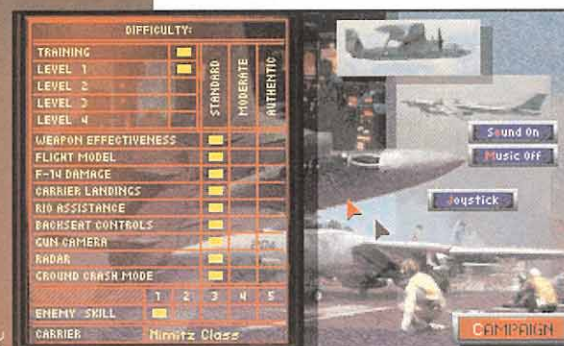 DIFFICULTY:
TRAINING
LEVEL 1
LEVEL 2
LEVEL 3
LEVEL 4
STANDARD
MODERATE
AUTHENTIC
WEAPON EFFECTIVENESS
FLIGHT MODEL
F-14 DAMAGE
CARRIER LANDINGS
RIO ASSISTANCE
BACKSEAT CONTROLS
GUN CAMERA
RADAR
GROUND CRASH MODE
1 2 3 4 5
ENEMY SKILL
CARRIER Nimitz Class
Sound On
Music Off
Joystick
CAMPAIGN